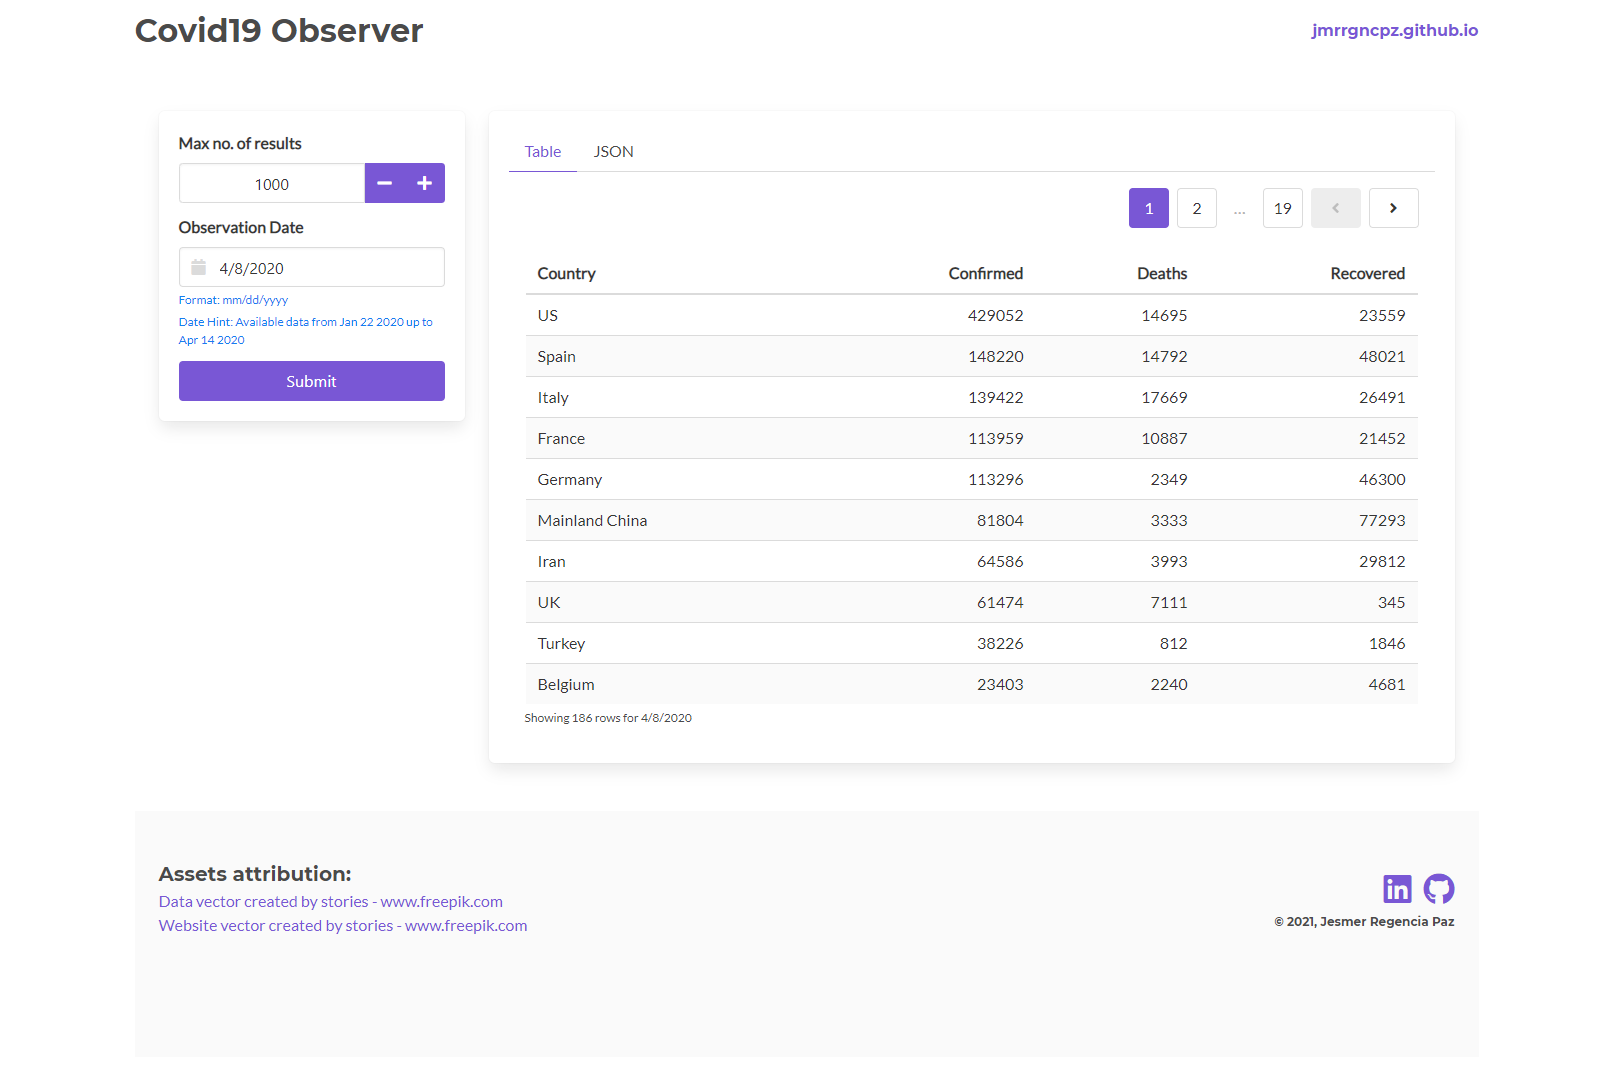 Covid19 Observer
jmrrgncpz.github.io
Max no. of results
1000
Observation Date
4/8/2020
Format: mm/dd/yyyy
Date Hint: Available data from Jan 22 2020 up to
Apr 14 2020
Submit
Table JSON
1 2 ... 19
Country Confirmed Deaths Recovered
US 429052 14695 23559
Spain 148220 14792 48021
Italy 139422 17669 26491
France 113959 10887 21452
Germany 113296 2349 46300
Mainland China 81804 3333 77293
Iran 64586 3993 29812
UK 61474 7111 345
Turkey 38226 812 1846
Belgium 23403 2240 4681
Showing 186 rows for 4/8/2020
Assets attribution:
Data vector created by stories - www.freepik.com
Website vector created by stories - www.freepik.com
© 2021, Jesmer Regencia Paz